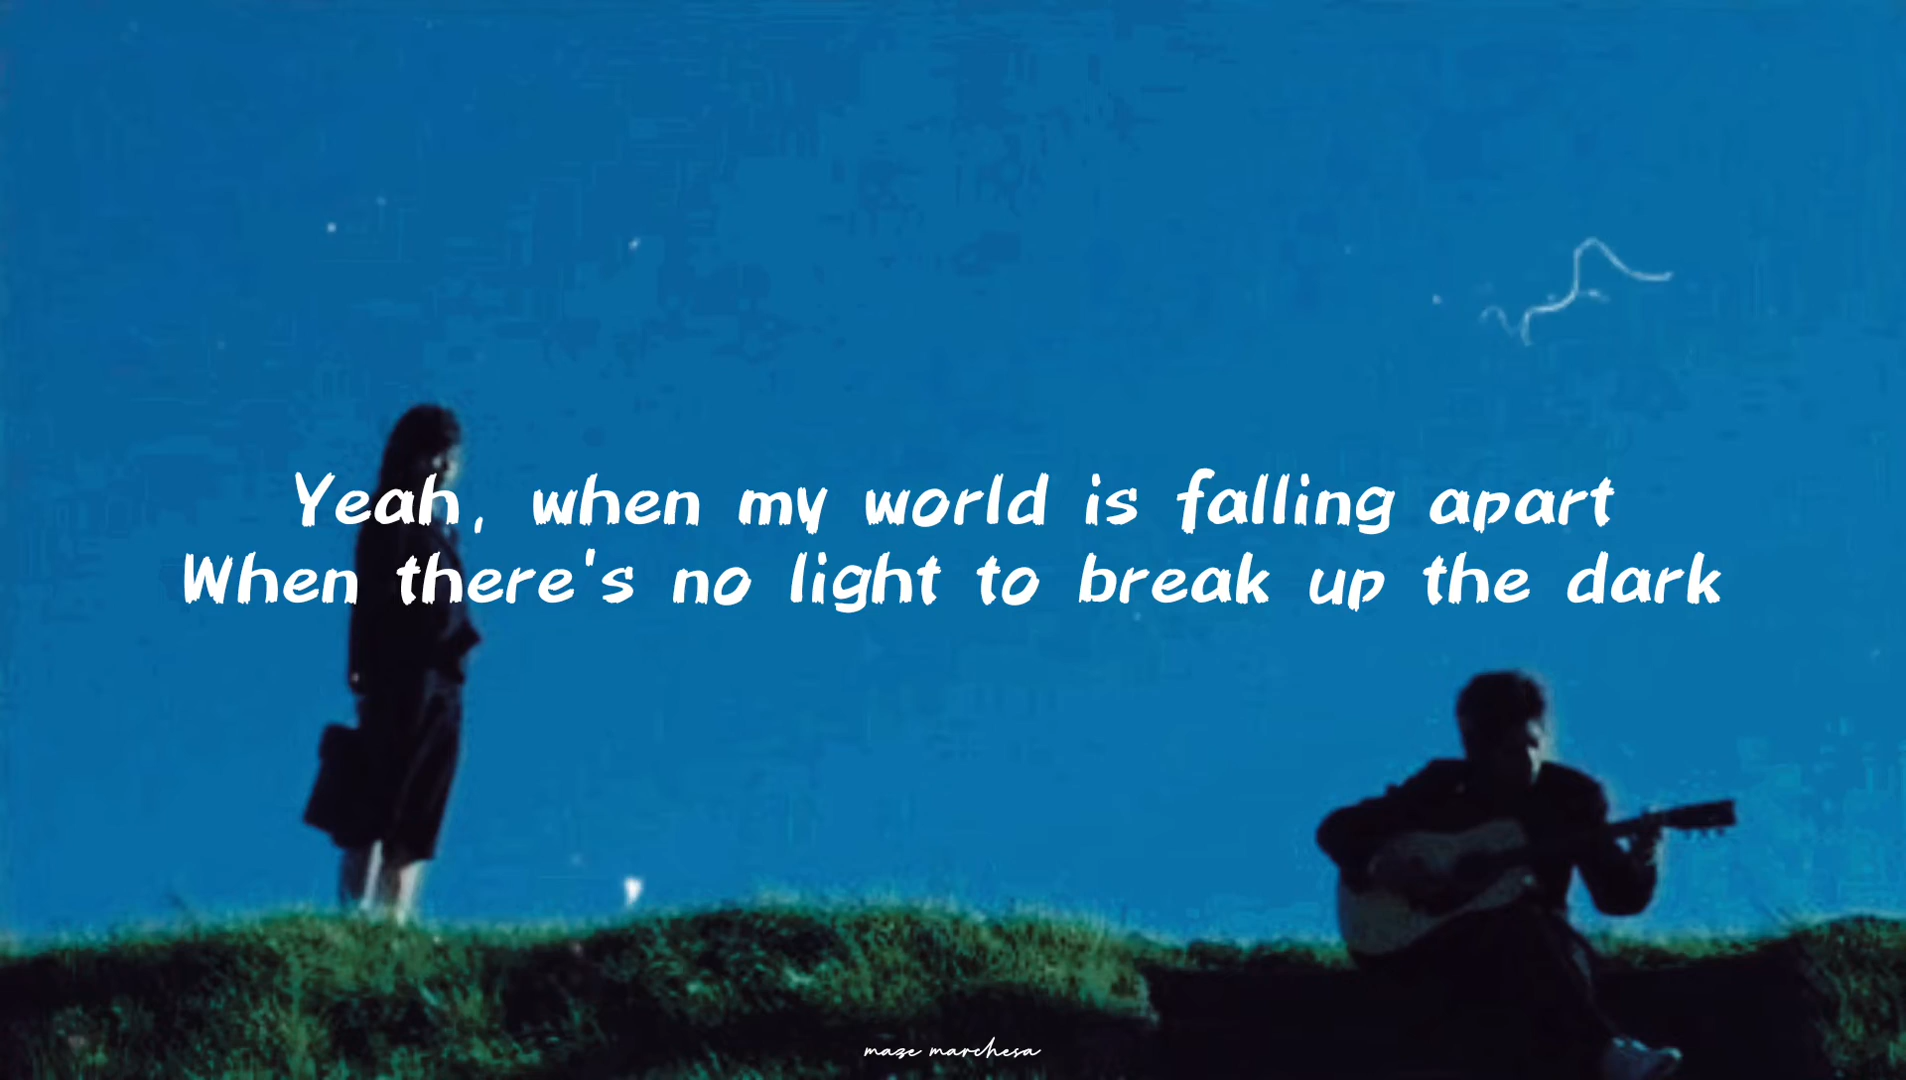 Yeah, when my world is falling apart
When there's no light to break up the dark
maze marchesa